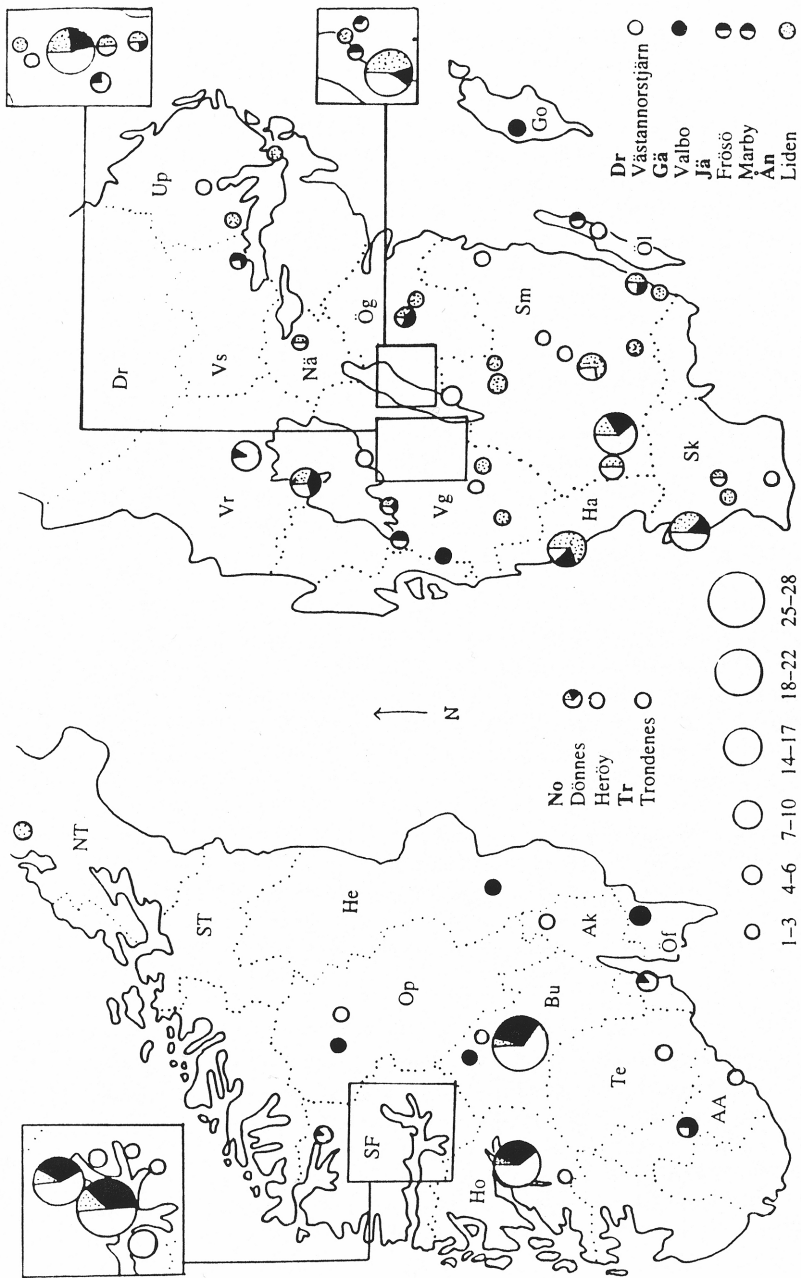 NT
ST
He
SF
Op
Ho
Bu
Ak
Te
Öf
AA
N
No
Dönnes
Heröy
Tr
Trondenes
Dr
Up
Vs
Vr
Nä
Ög
Vg
Sm
Go
Ha
Öl
Sk
Dr
Västannorstjärn
Gä
Valbo
Jä
Frösö
Marby
Ån
Liden
1–3 4–6 7–10 14–17 18–22 25–28